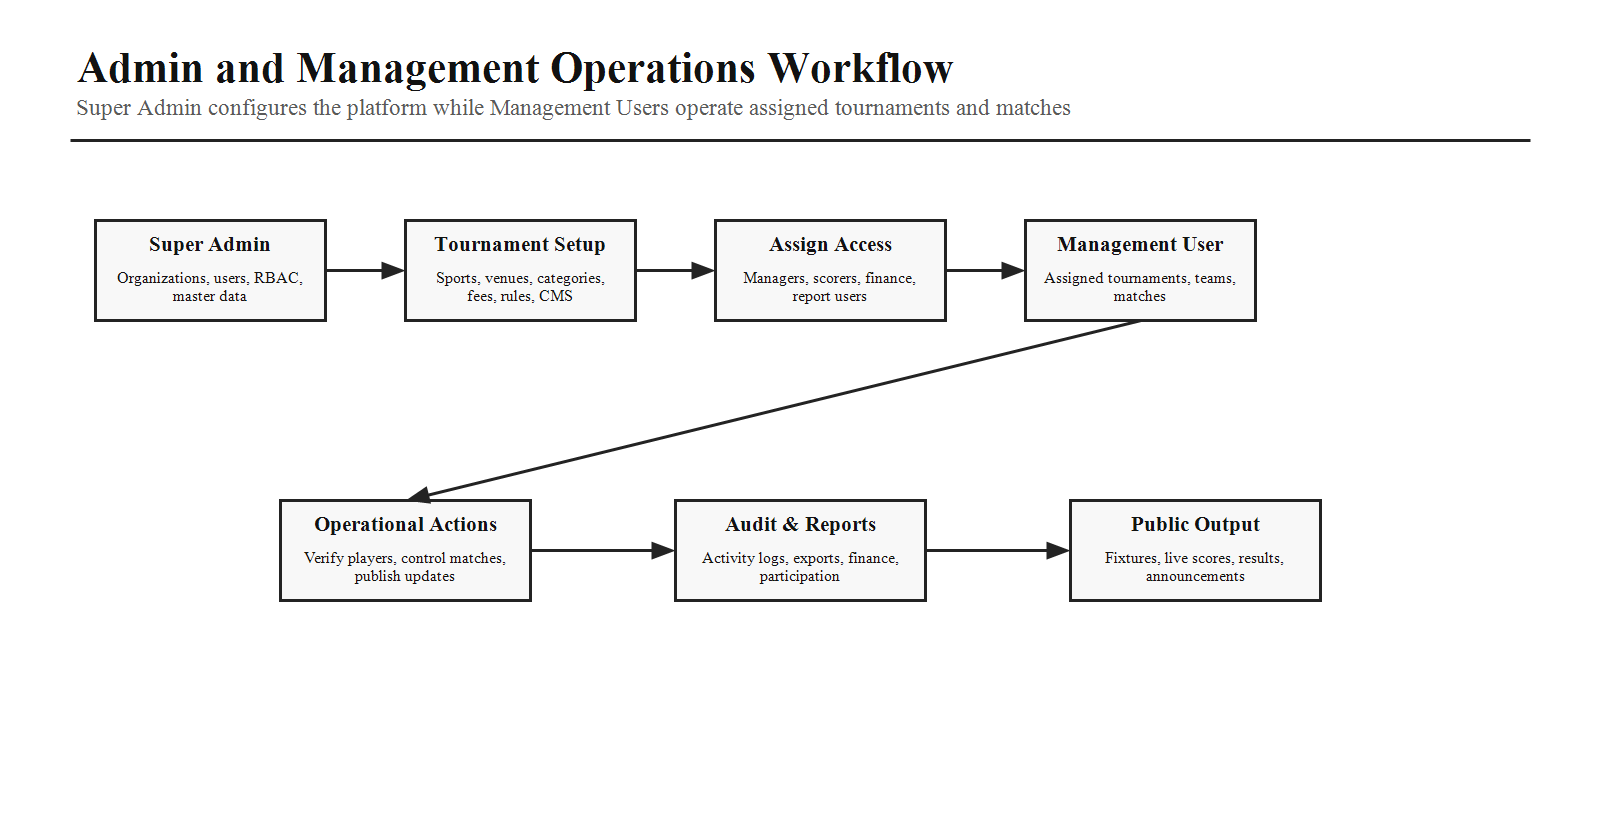 Admin and Management Operations Workflow
Super Admin configures the platform while Management Users operate assigned tournaments and matches
Super Admin
Organizations, users, RBAC,
master data
Tournament Setup
Sports, venues, categories,
fees, rules, CMS
Assign Access
Managers, scorers, finance,
report users
Management User
Assigned tournaments, teams,
matches
Operational Actions
Verify players, control matches,
publish updates
Audit & Reports
Activity logs, exports, finance,
participation
Public Output
Fixtures, live scores, results,
announcements